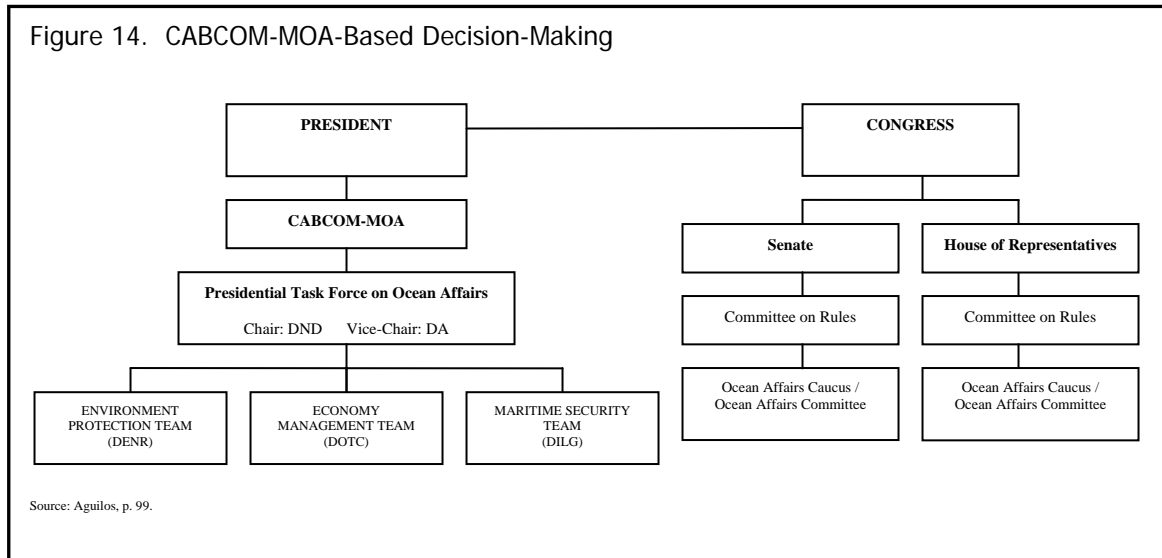 Figure 14. CABCOM-MOA-Based Decision-Making
PRESIDENT
CONGRESS
CABCOM-MOA
Senate
House of Representatives
Presidential Task Force on Ocean Affairs
Chair: DND Vice-Chair: DA
Committee on Rules
Committee on Rules
Ocean Affairs Caucus /
Ocean Affairs Committee
Ocean Affairs Caucus /
Ocean Affairs Committee
ENVIRONMENT
PROTECTION TEAM
(DENR)
ECONOMY
MANAGEMENT TEAM
(DOTC)
MARITIME SECURITY
TEAM
(DILG)
Source: Aguilos, p. 99.